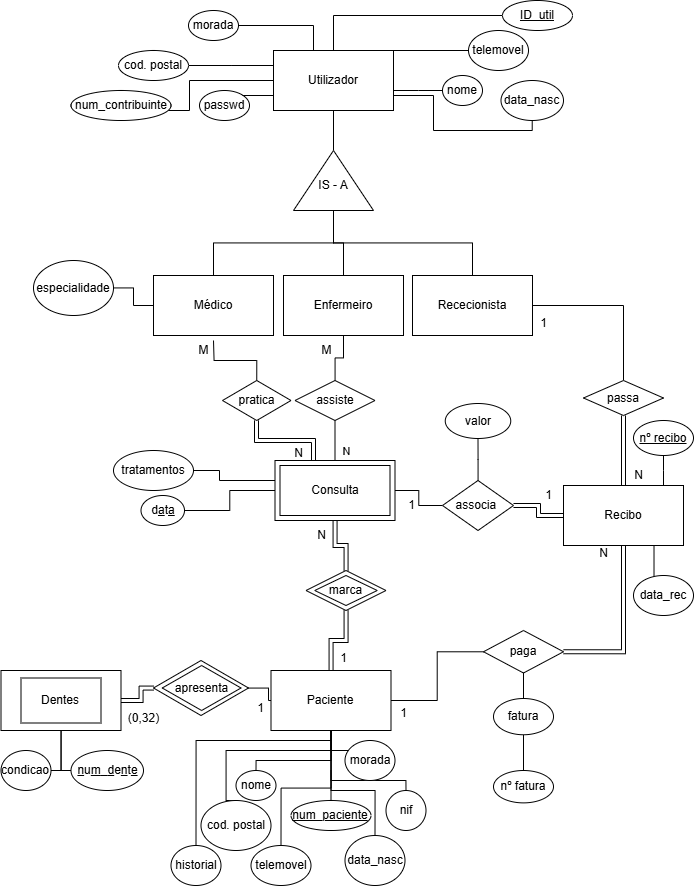 ID_util
morada
telemovel
cod. postal
Utilizador
nome
data_nasc
num_contribuinte
passwd
IS - A
especialidade
Médico
Enfermeiro
Rececionista
1
M
M
pratica
assiste
passa
valor
nº recibo
N
N
N
tratamentos
Consulta
1
associa
1
Recibo
data
N
N
marca
data_rec
1
paga
Dentes
apresenta
Paciente
(0,32)
1
1
fatura
condicao
num_dente
morada
nome
nº fatura
cod. postal
num_paciente
nif
historial
telemovel
data_nasc